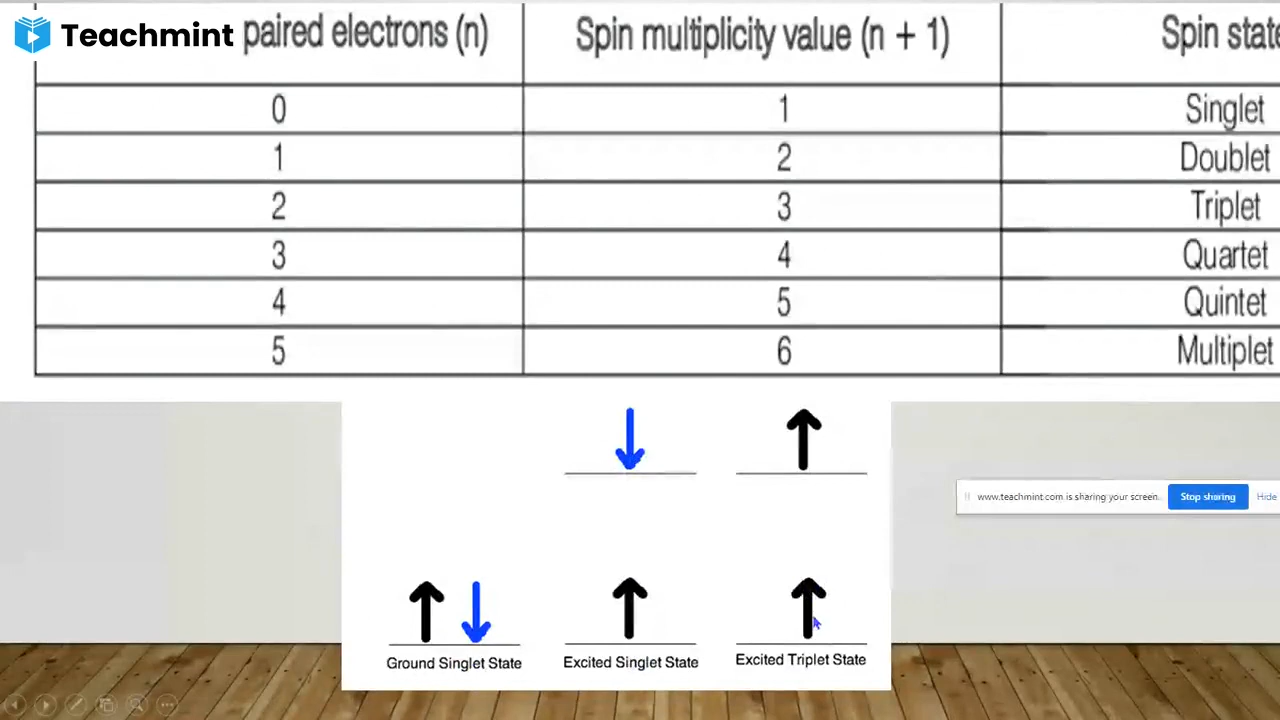 Teachmint paired electrons (n) Spin multiplicity value (n + 1) Spin state
0 1 Singlet
1 2 Doublet
2 3 Triplet
3 4 Quartet
4 5 Quintet
5 6 Multiplet
www.teachmint.com is sharing your screen. Stop sharing Hide
Ground Singlet State Excited Singlet State Excited Triplet State